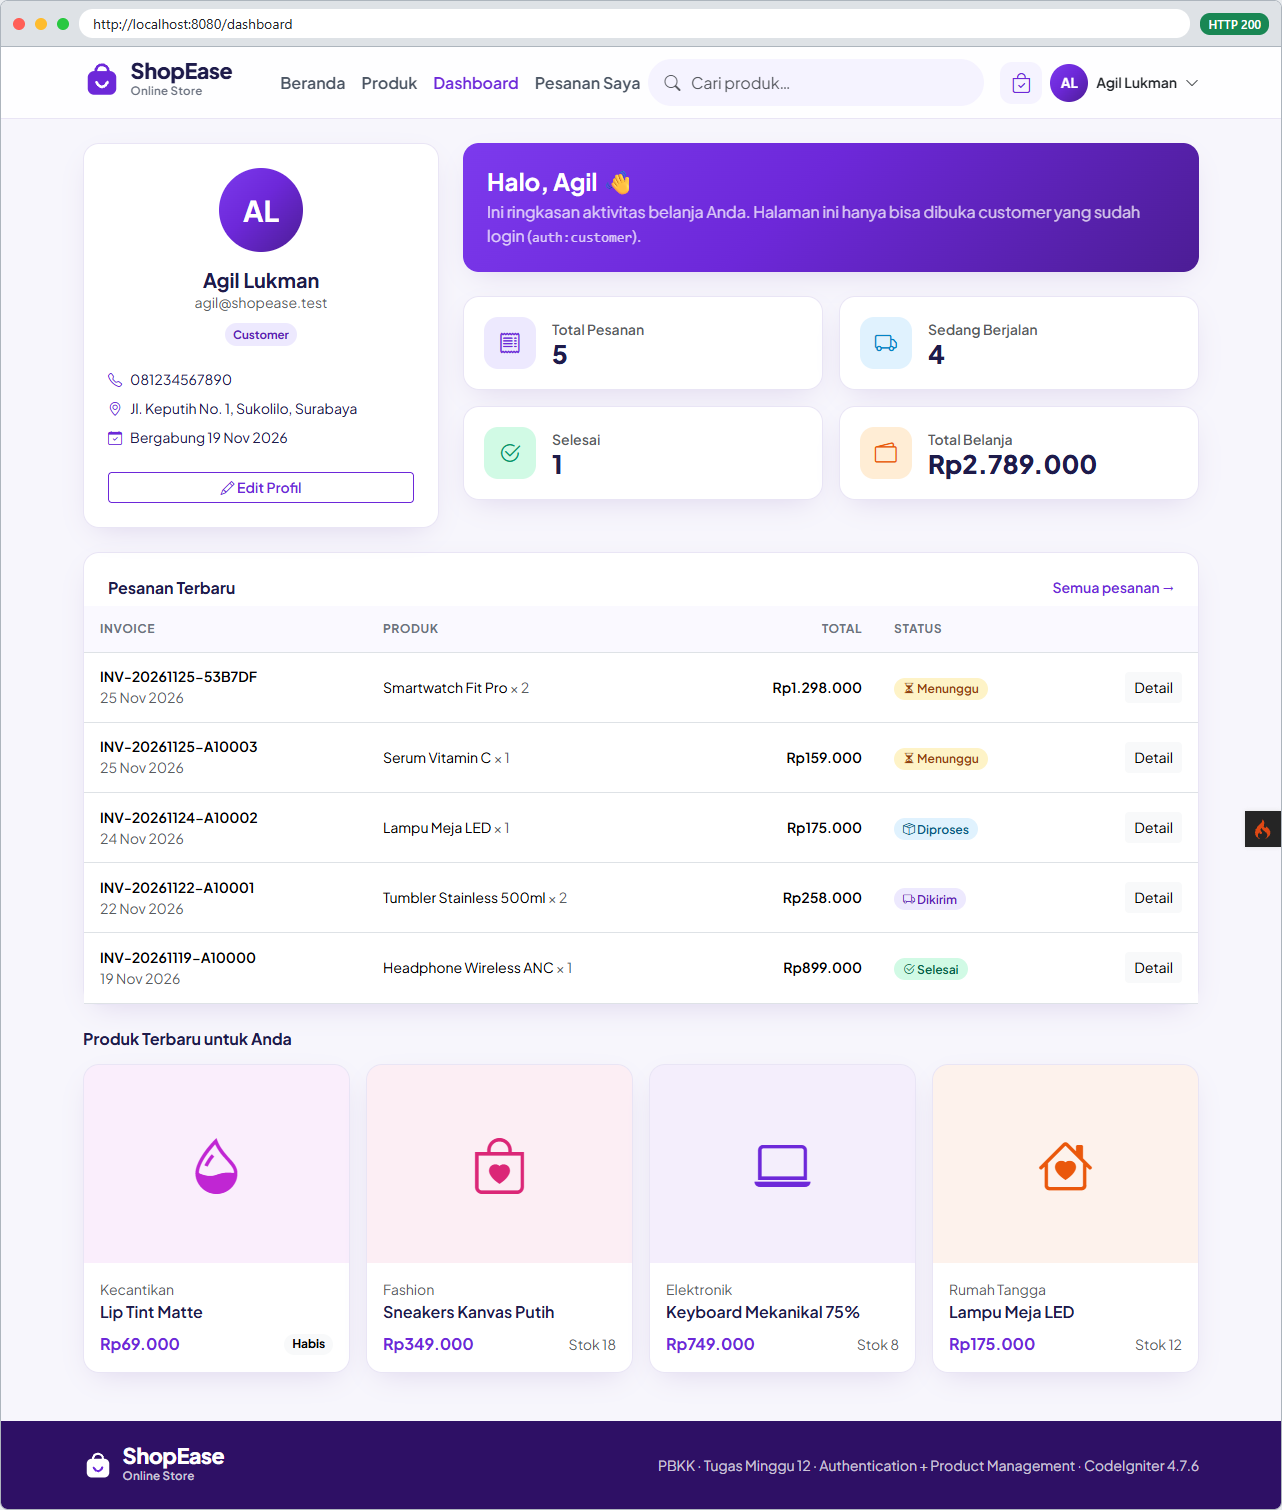 http://localhost:8080/dashboard
HTTP 200
ShopEase
Online Store
Beranda Produk Dashboard Pesanan Saya
Cari produk...
AL
Agil Lukman
AL
Agil Lukman
agil@shopease.test
Customer
081234567890
Jl. Keputih No. 1, Sukolilo, Surabaya
Bergabung 19 Nov 2026
Edit Profil
Halo, Agil 👋
Ini ringkasan aktivitas belanja Anda. Halaman ini hanya bisa dibuka customer yang sudah
login (auth:customer).
Total Pesanan
5
Sedang Berjalan
4
Selesai
1
Total Belanja
Rp2.789.000
Pesanan Terbaru
Semua pesanan →
INVOICE PRODUK TOTAL STATUS
INV-20261125-53B7DF
25 Nov 2026
Smartwatch Fit Pro × 2
Rp1.298.000
Menunggu
Detail
INV-20261125-A10003
25 Nov 2026
Serum Vitamin C × 1
Rp159.000
Menunggu
Detail
INV-20261124-A10002
24 Nov 2026
Lampu Meja LED × 1
Rp175.000
Diproses
Detail
INV-20261122-A10001
22 Nov 2026
Tumbler Stainless 500ml × 2
Rp258.000
Dikirim
Detail
INV-20261119-A10000
19 Nov 2026
Headphone Wireless ANC × 1
Rp899.000
Selesai
Detail
Produk Terbaru untuk Anda
Kecantikan
Lip Tint Matte
Rp69.000
Habis
Fashion
Sneakers Kanvas Putih
Rp349.000
Stok 18
Elektronik
Keyboard Mekanikal 75%
Rp749.000
Stok 8
Rumah Tangga
Lampu Meja LED
Rp175.000
Stok 12
ShopEase
Online Store
PBKK · Tugas Minggu 12 · Authentication + Product Management · CodeIgniter 4.7.6